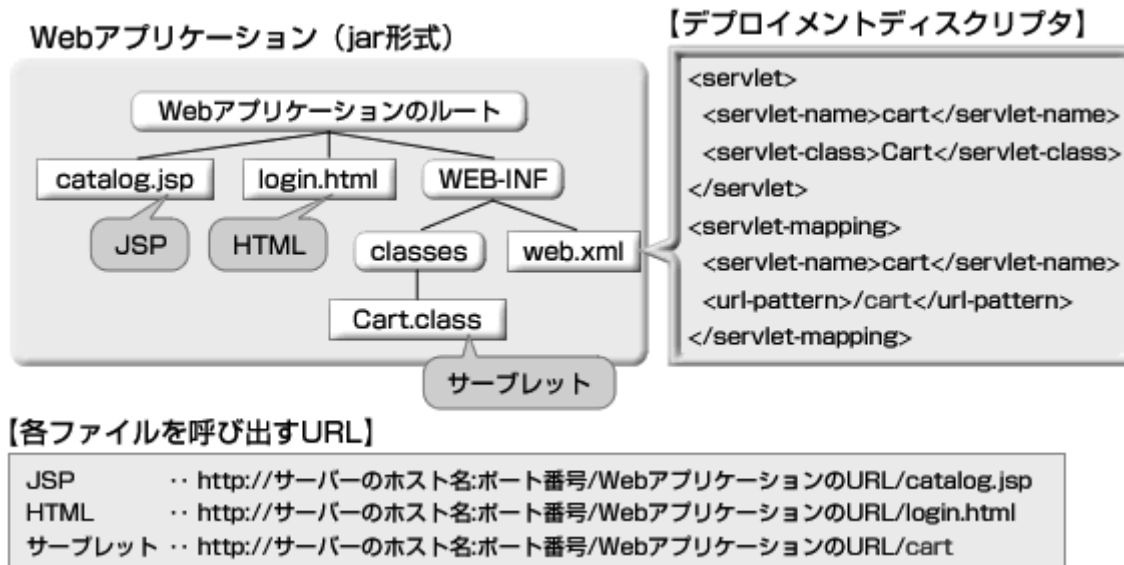 Webアプリケーション（jar形式）
Webアプリケーションのルート
catalog.jsp
login.html
WEB-INF
JSP
HTML
classes
web.xml
Cart.class
サーブレット
【デプロイメントディスクリプタ】
<servlet>
<servlet-name>cart</servlet-name>
<servlet-class>Cart</servlet-class>
</servlet>
<servlet-mapping>
<servlet-name>cart</servlet-name>
<url-pattern>/cart</url-pattern>
</servlet-mapping>
【各ファイルを呼び出すURL】
JSP ‥ http://サーバーのホスト名:ポート番号/WebアプリケーションのURL/catalog.jsp
HTML ‥ http://サーバーのホスト名:ポート番号/WebアプリケーションのURL/login.html
サーブレット ‥ http://サーバーのホスト名:ポート番号/WebアプリケーションのURL/cart